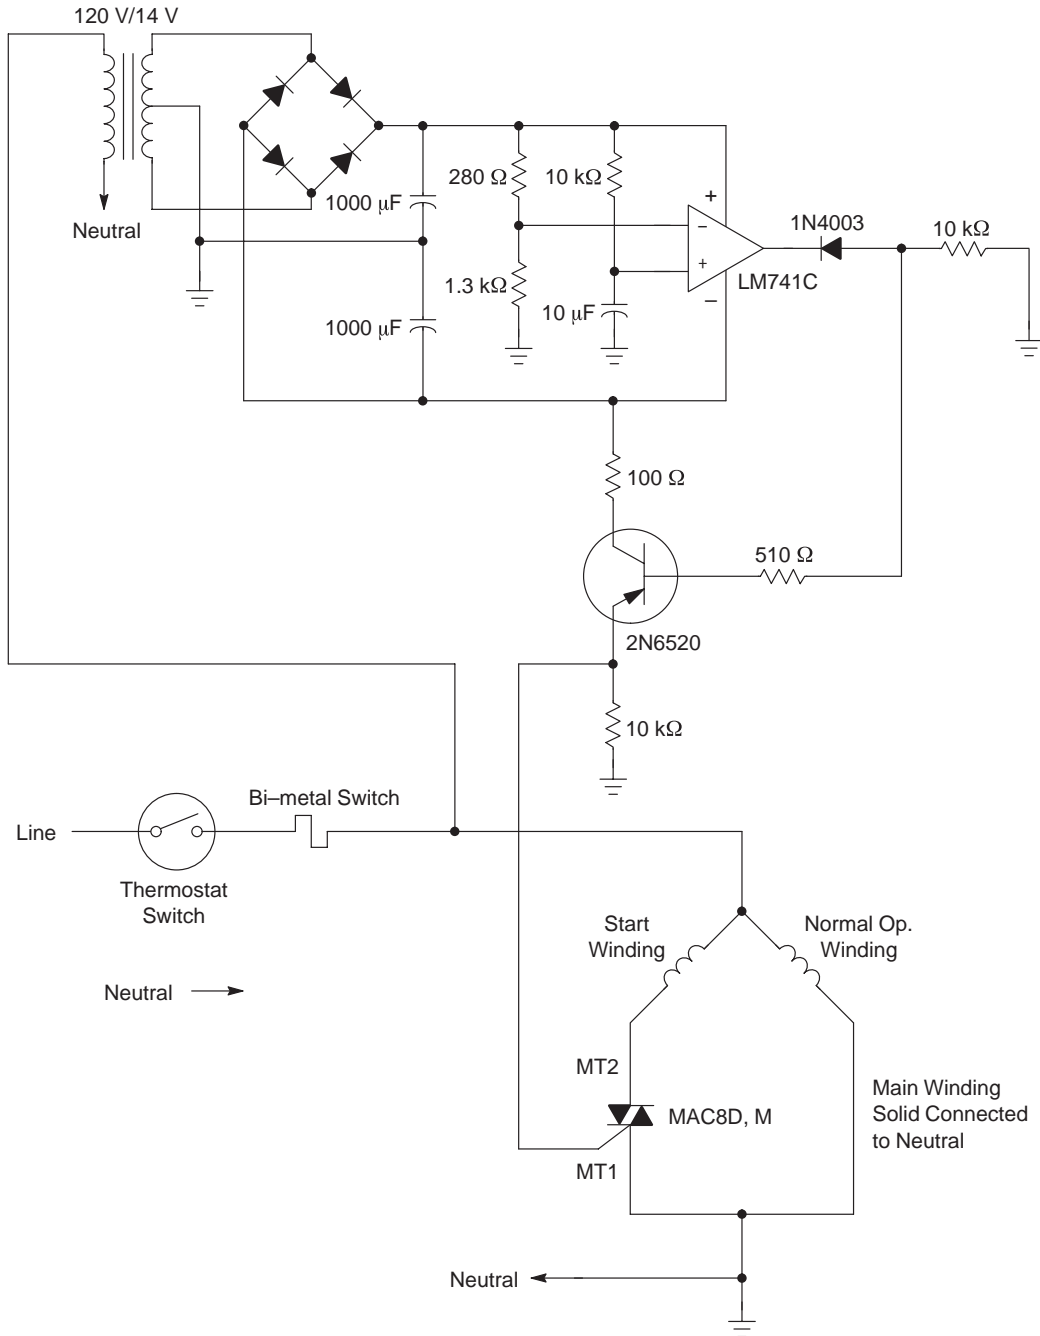 120 V/14 V
Neutral
1000 μF
1000 μF
280 Ω
10 kΩ
1.3 kΩ
10 μF
+
−
+
−
LM741C
1N4003
10 kΩ
100 Ω
510 Ω
2N6520
10 kΩ
Line
Bi–metal Switch
Thermostat
Switch
Neutral
Start
Winding
Normal Op.
Winding
MT2
MAC8D, M
MT1
Main Winding
Solid Connected
to Neutral
Neutral